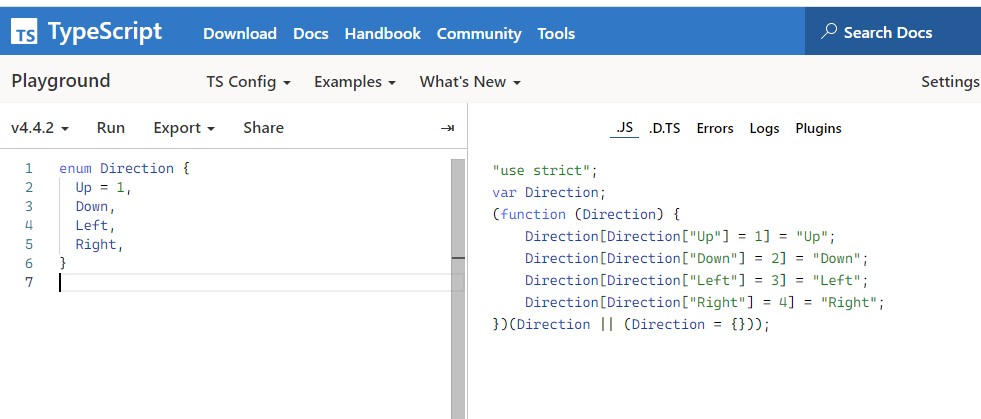 TS TypeScript Download Docs Handbook Community Tools Search Docs
Playground TS Config Examples What's New Settings
v4.4.2 Run Export Share
.JS .D.TS Errors Logs Plugins
1 enum Direction {
2   Up = 1,
3   Down,
4   Left,
5   Right,
6 }
7
"use strict";
var Direction;
(function (Direction) {
    Direction[Direction["Up"] = 1] = "Up";
    Direction[Direction["Down"] = 2] = "Down";
    Direction[Direction["Left"] = 3] = "Left";
    Direction[Direction["Right"] = 4] = "Right";
})(Direction || (Direction = {}));